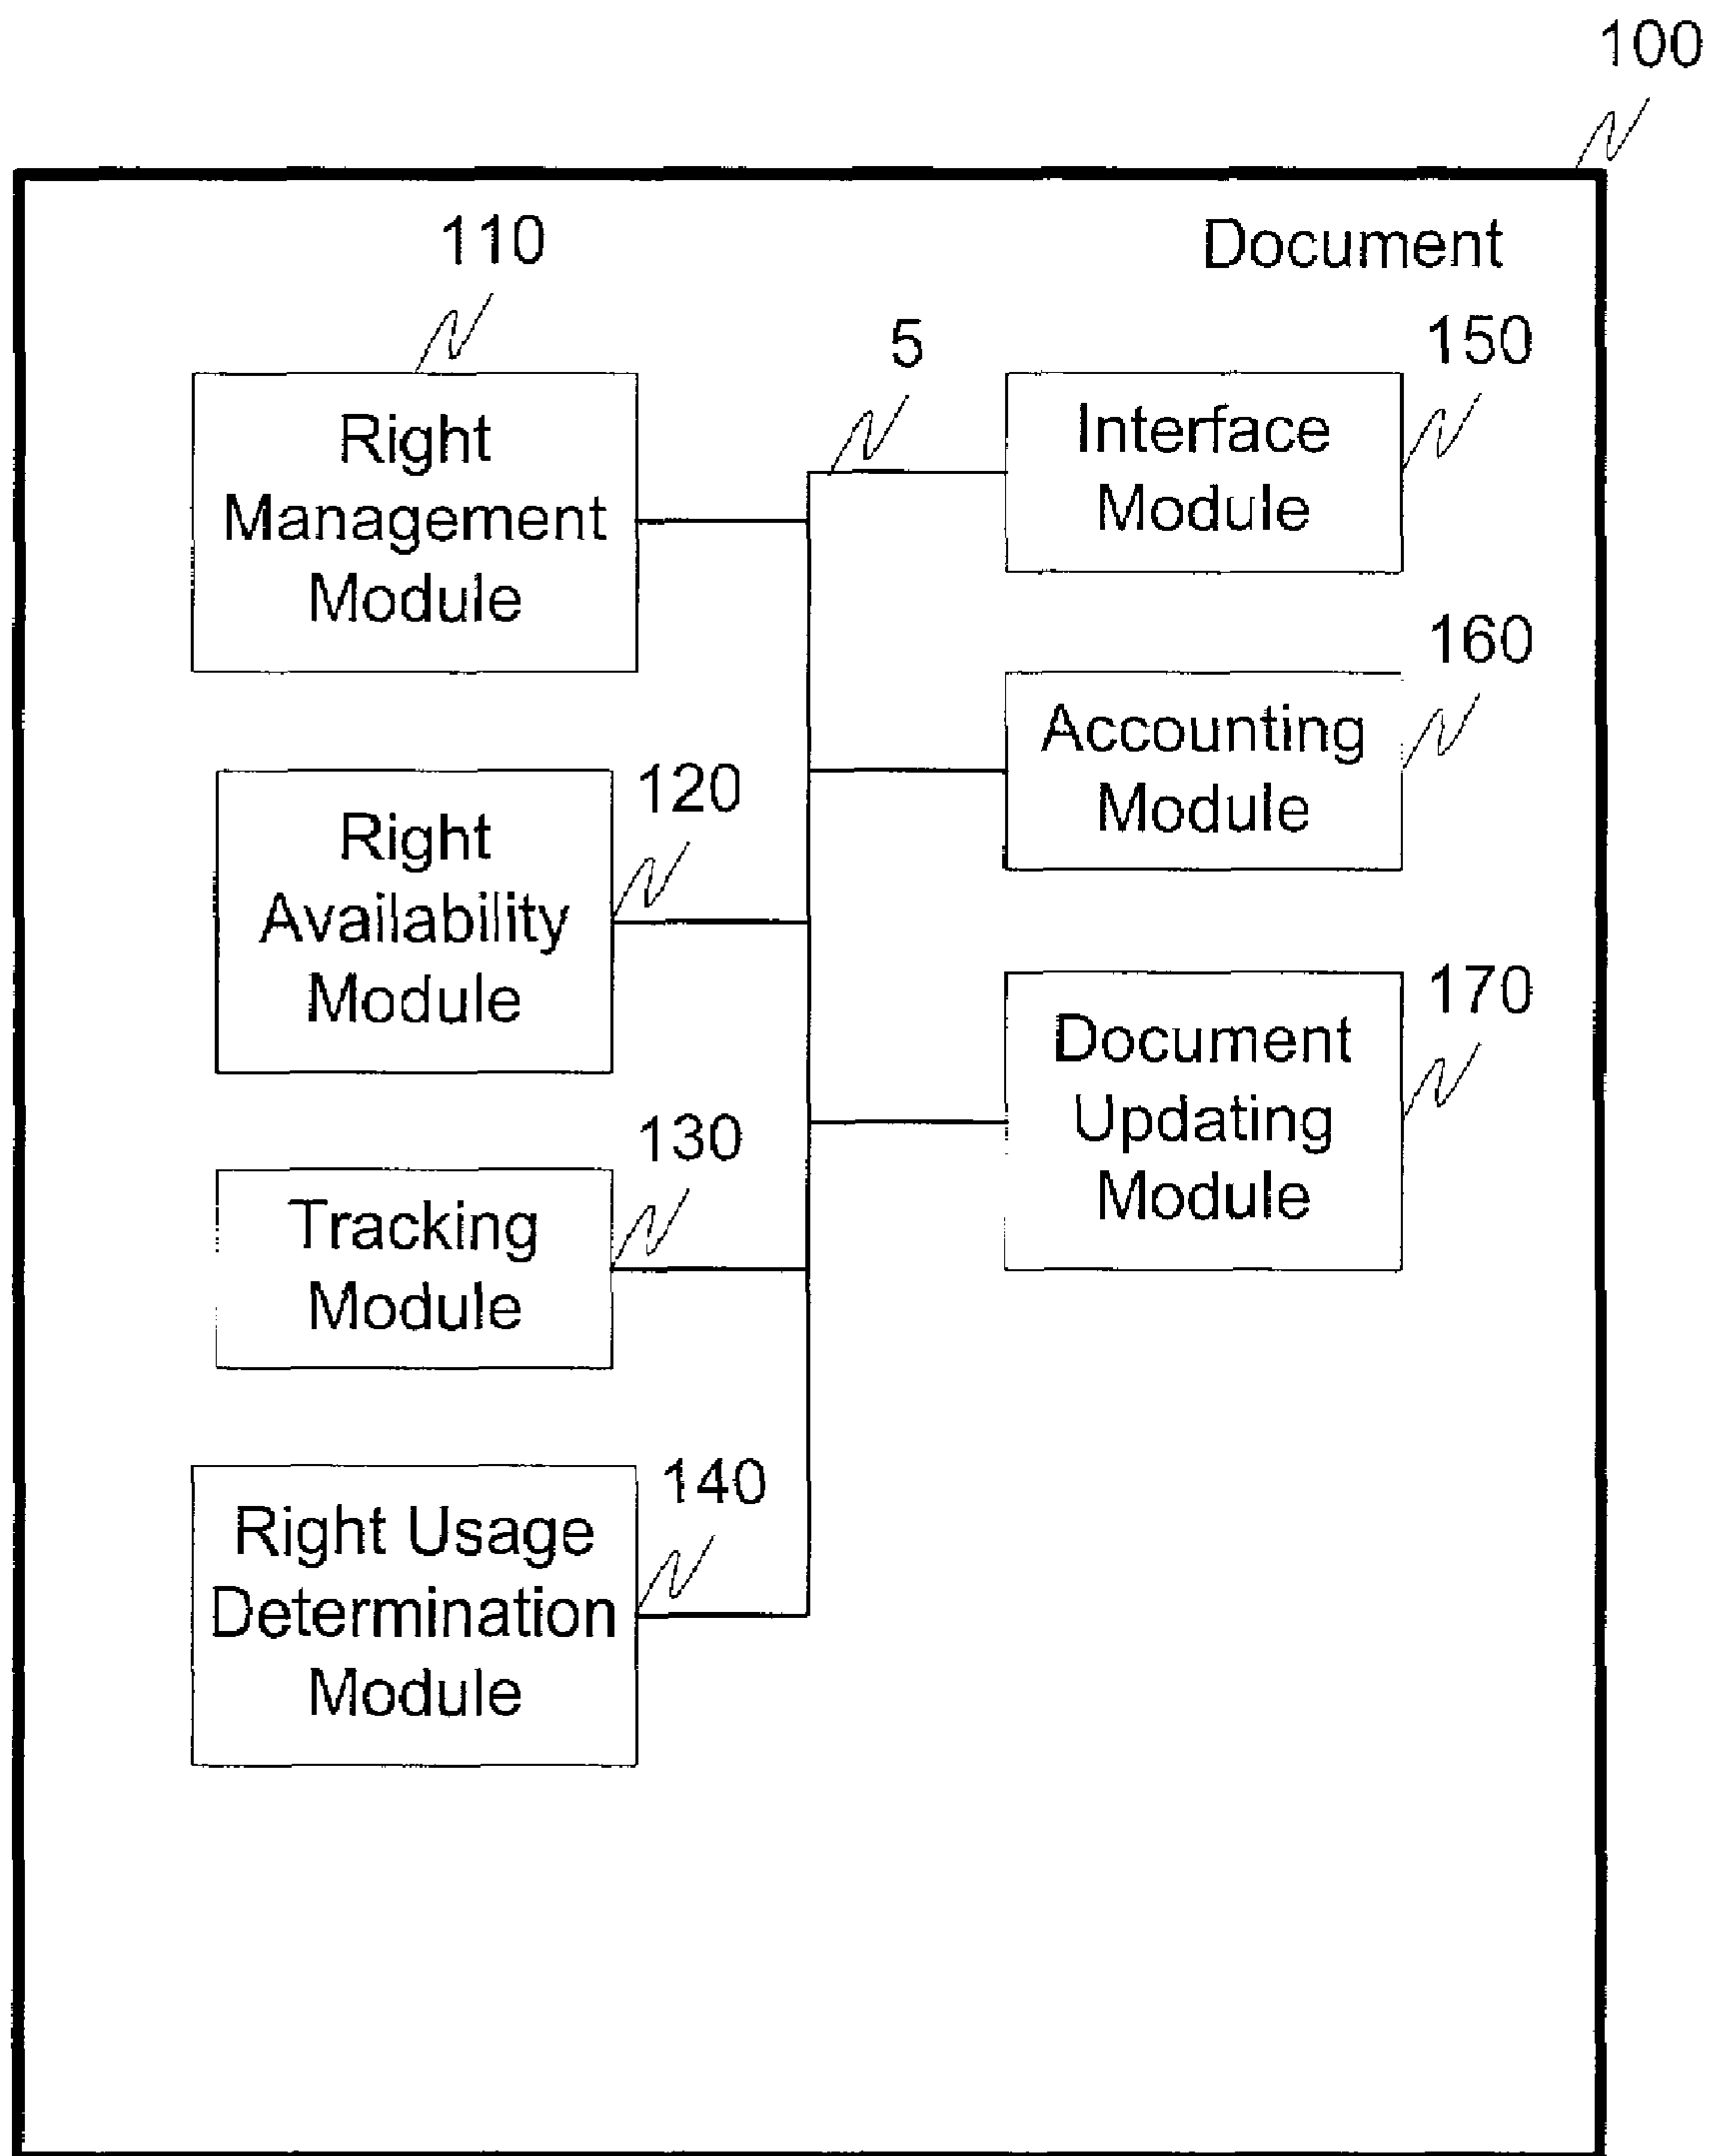 100
Document
110
Right
Management
Module
5
150
Interface
Module
120
Right
Availability
Module
160
Accounting
Module
130
Tracking
Module
170
Document
Updating
Module
140
Right Usage
Determination
Module